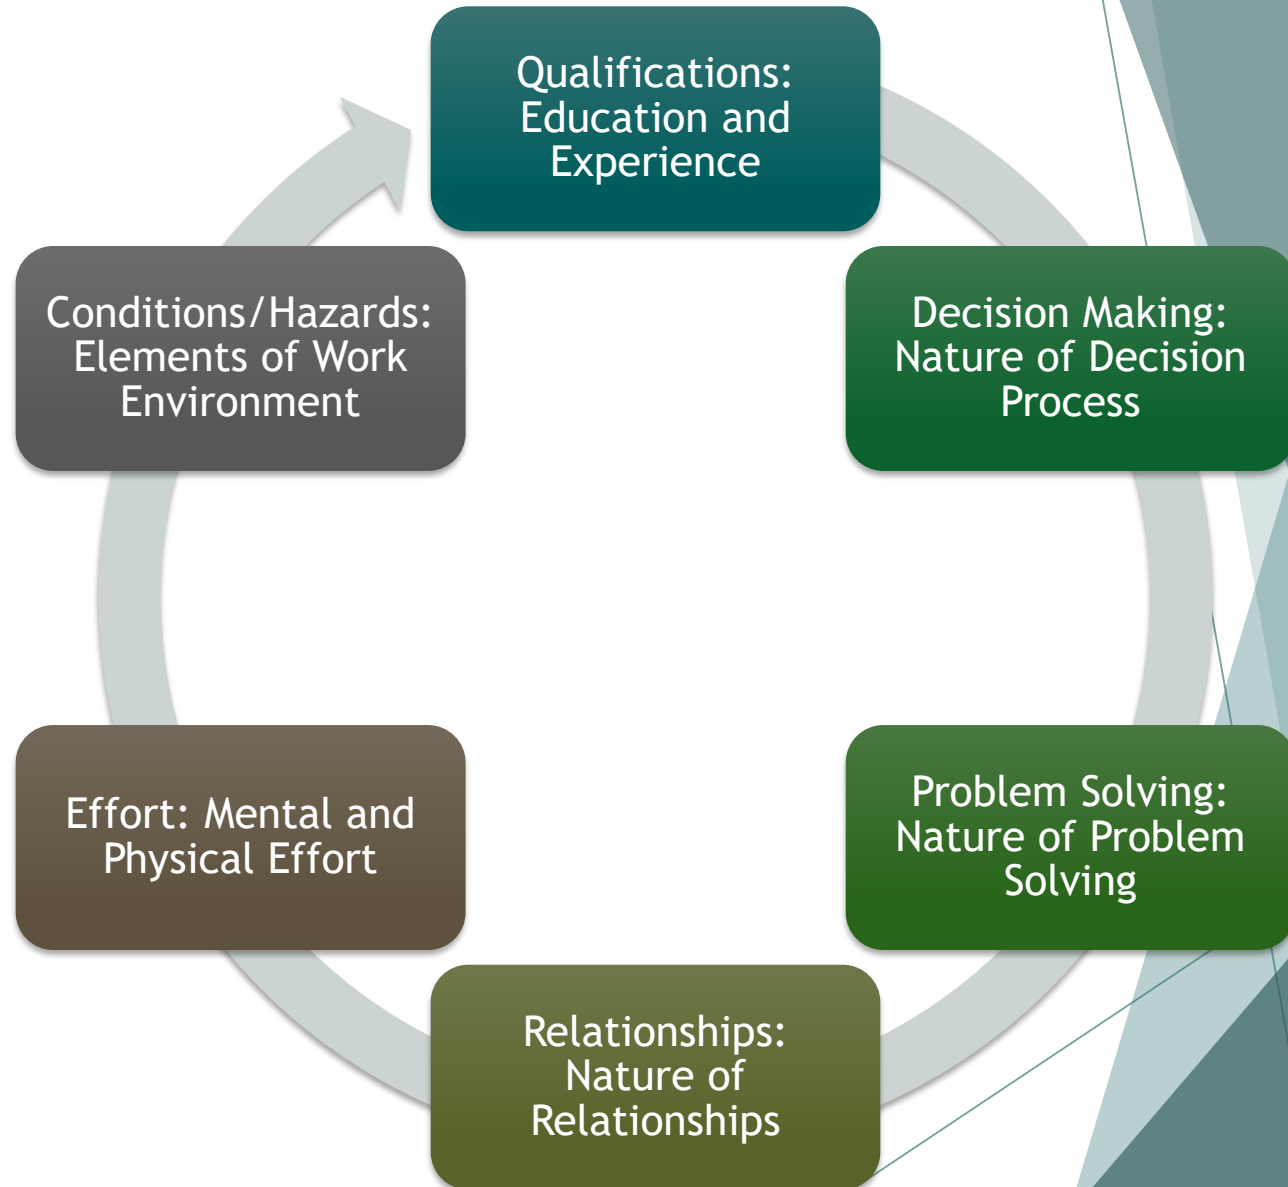 Qualifications:
Education and
Experience
Decision Making:
Nature of Decision
Process
Problem Solving:
Nature of Problem
Solving
Relationships:
Nature of
Relationships
Effort: Mental and
Physical Effort
Conditions/Hazards:
Elements of Work
Environment